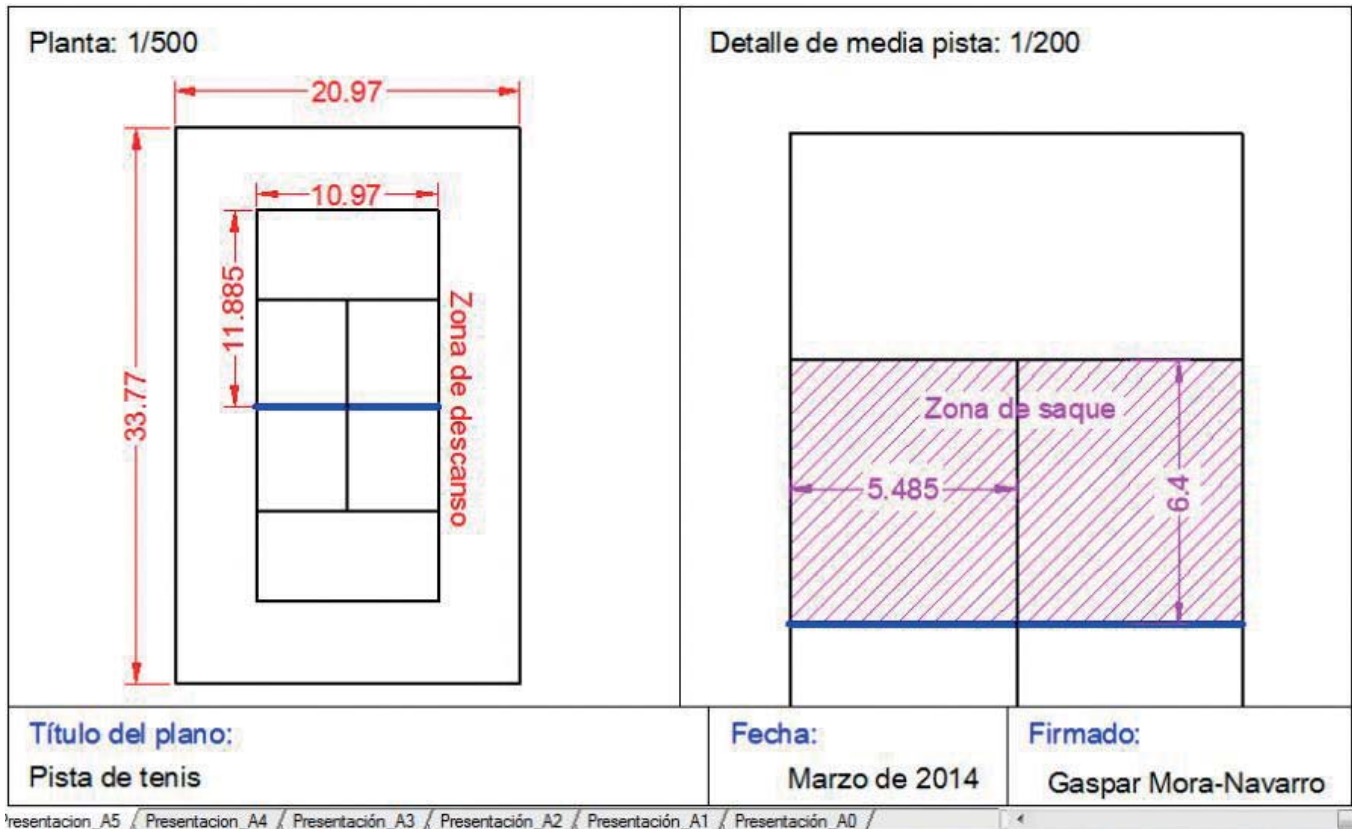 Planta: 1/500
20.97
10.97
11.885
33.77
Zona de descanso
Detalle de media pista: 1/200
Zona de saque
5.485
6.4
Título del plano:
Pista de tenis
Fecha:
Marzo de 2014
Firmado:
Gaspar Mora-Navarro
Presentacion_A5 / Presentacion_A4 / Presentación_A3 / Presentación_A2 / Presentación_A1 / Presentación_A0 /